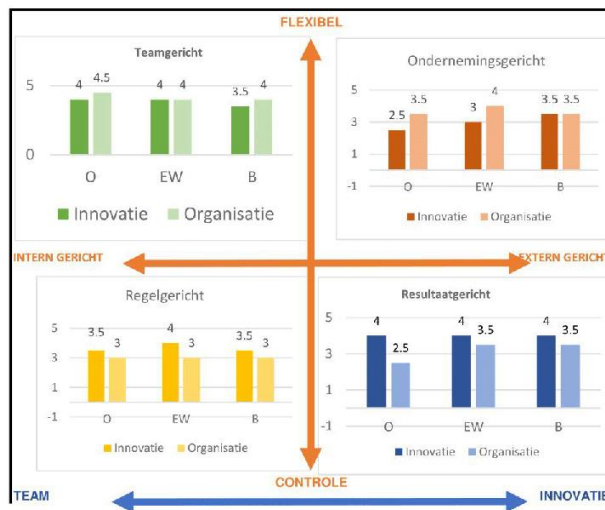 FLEXIBEL
Teamgericht
4 4.5 4 4 3.5 4
5
0
O EW B
Innovatie Organisatie
Ondernemingsgericht
2.5 3.5 3 4 3.5 3.5
5
3
1
-1
O EW B
Innovatie Organisatie
INTERN GERICHT
EXTERN GERICHT
Regelgericht
3.5 3 4 3 3.5 3
5
3
1
-1
O EW B
Innovatie Organisatie
Resultaatgericht
4 2.5 4 3.5 4 3.5
5
3
1
-1
O EW B
Innovatie Organisatie
CONTROLE
TEAM
INNOVATIE